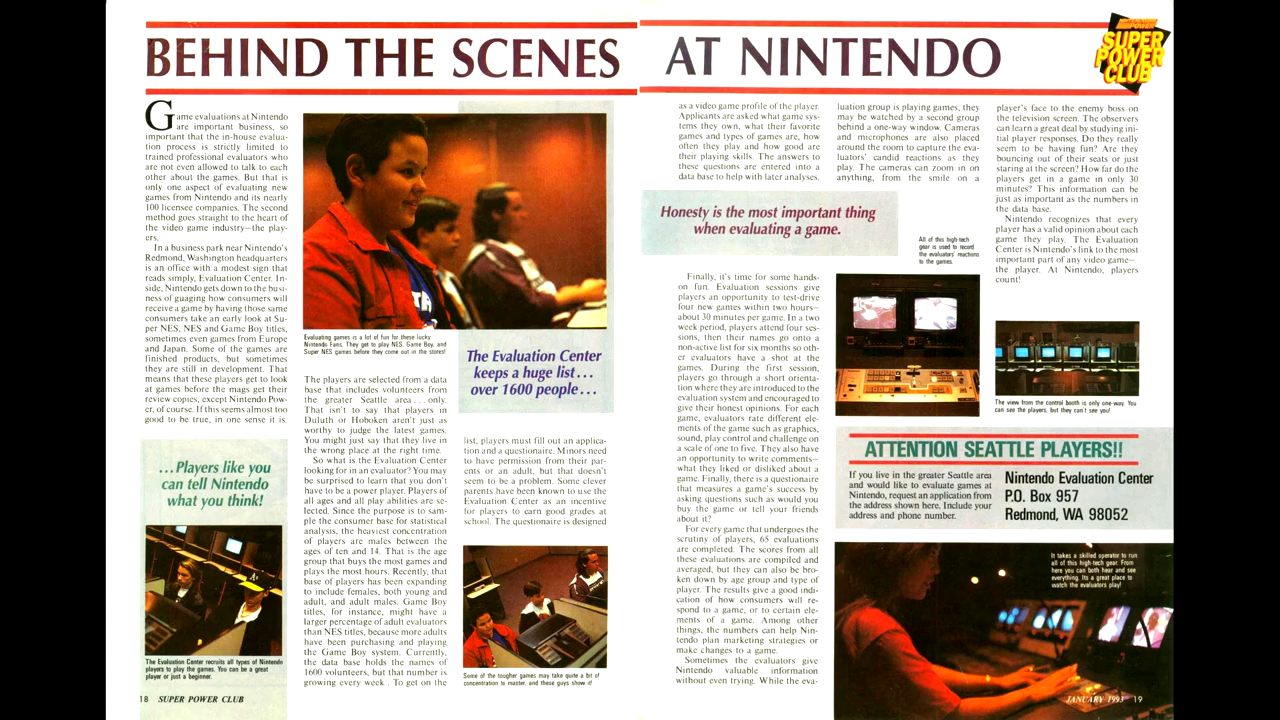 BEHIND THE SCENES AT NINTENDO
NINTENDO POWER
SUPER
POWER
CLUB
Game evaluations at Nintendo
are important business, so
important that the in-house evalua-
tion process is strictly limited to
trained professional evaluators who
are not even allowed to talk to each
other about the games. But that is
only one aspect of evaluating new
games from Nintendo and its nearly
100 licensee companies. The second
method goes straight to the heart of
the video game industry—the play-
ers.
In a business park near Nintendo's
Redmond, Washington headquarters
is an office with a modest sign that
reads simply, Evaluation Center. In-
side, Nintendo gets down to the busi-
ness of guaging how consumers will
receive a game by having those same
consumers take an early look at Su-
per NES, NES and Game Boy titles,
sometimes even games from Europe
and Japan. Some of the games are
finished products, but sometimes
they are still in development. That
means that these players get to look
at games before the mags get their
review copies, except Nintendo Pow-
er, of course. If this seems almost too
good to be true, in one sense it is.
...Players like you
can tell Nintendo
what you think!
The Evaluation Center recruits all types of Nintendo
players to play the games. You can be a great
player or just a beginner.
18 SUPER POWER CLUB
Evaluating games is a lot of fun for these lucky
Nintendo Fans. They get to play NES, Game Boy, and
Super NES games before they come out in the stores!
The Evaluation Center
keeps a huge list...
over 1600 people...
The players are selected from a data
base that includes volunteers from
the greater Seattle area...only.
That isn't to say that players in
Duluth or Hoboken aren't just as
worthy to judge the latest games.
You might just say that they live in
the wrong place at the right time.
So what is the Evaluation Center
looking for in an evaluator? You may
be surprised to learn that you don't
have to be a power player. Players of
all ages and all play abilities are se-
lected. Since the purpose is to sam-
ple the consumer base for statistical
analysis, the heaviest concentration
of players are males between the
ages of ten and 14. That is the age
group that buys the most games and
plays the most hours. Recently, that
base of players has been expanding
to include females, both young and
adult, and adult males. Game Boy
titles, for instance, might have a
larger percentage of adult evaluators
than NES titles, because more adults
have been purchasing and playing
the Game Boy system. Currently,
the data base holds the names of
1600 volunteers, but that number is
growing every week. To get on the
list, players must fill out an applica-
tion and a questionaire. Minors need
to have permission from their par-
ents or an adult, but that doesn't
seem to be a problem. Some clever
parents have been known to use the
Evaluation Center as an incentive
for players to earn good grades at
school. The questionaire is designed
Some of the tougher games may take quite a bit of
concentration to master, and these guys show it!
as a video game profile of the player.
Applicants are asked what game sys-
tems they own, what their favorite
games and types of games are, how
often they play and how good are
their playing skills. The answers to
these questions are entered into a
data base to help with later analyses.
Honesty is the most important thing
when evaluating a game.
Finally, it's time for some hands-
on fun. Evaluation sessions give
players an opportunity to test-drive
four new games within two hours—
about 30 minutes per game. In a two
week period, players attend four ses-
sions, then their names go onto a
non-active list for six months so oth-
er evaluators have a shot at the
games. During the first session,
players go through a short orienta-
tion where they are introduced to the
evaluation system and encouraged to
give their honest opinions. For each
game, evaluators rate different ele-
ments of the game such as graphics,
sound, play control and challenge on
a scale of one to five. They also have
an opportunity to write comments—
what they liked or disliked about a
game. Finally, there is a questionaire
that measures a game's success by
asking questions such as would you
buy the game or tell your friends
about it?
For every game that undergoes the
scrutiny of players, 65 evaluations
are completed. The scores from all
these evaluations are compiled and
averaged, but they can also be bro-
ken down by age group and type of
player. The results give a good indi-
cation of how consumers will re-
spond to a game, or to certain ele-
ments of a game. Among other
things, the numbers can help Nin-
tendo plan marketing strategies or
make changes to a game.
Sometimes the evaluators give
Nintendo valuable information
without even trying. While the eva-
luation group is playing games, they
may be watched by a second group
behind a one-way window. Cameras
and microphones are also placed
around the room to capture the eva-
luators' candid reactions as they
play. The cameras can zoom in on
anything, from the smile on a
All of this high-tech
gear is used to record
the evaluators' reactions
to the games.
player's face to the enemy boss on
the television screen. The observers
can learn a great deal by studying ini-
tial player responses. Do they really
seem to be having fun? Are they
bouncing out of their seats or just
staring at the screen? How far do the
players get in a game in only 30
minutes? This information can be
just as important as the numbers in
the data base.
Nintendo recognizes that every
player has a valid opinion about each
game they play. The Evaluation
Center is Nintendo's link to the most
important part of any video game—
the player. At Nintendo, players
count!
The view from the control booth is only one-way. You
can see the players, but they can't see you!
ATTENTION SEATTLE PLAYERS!!
If you live in the greater Seattle area
and would like to evaluate games at
Nintendo, request an application from
the address shown here. Include your
address and phone number.
Nintendo Evaluation Center
P.O. Box 957
Redmond, WA 98052
It takes a skilled operator to run
all of this high-tech gear. From
here you can both hear and see
everything. Its a great place to
watch the evaluators play!
JANUARY 1993 19